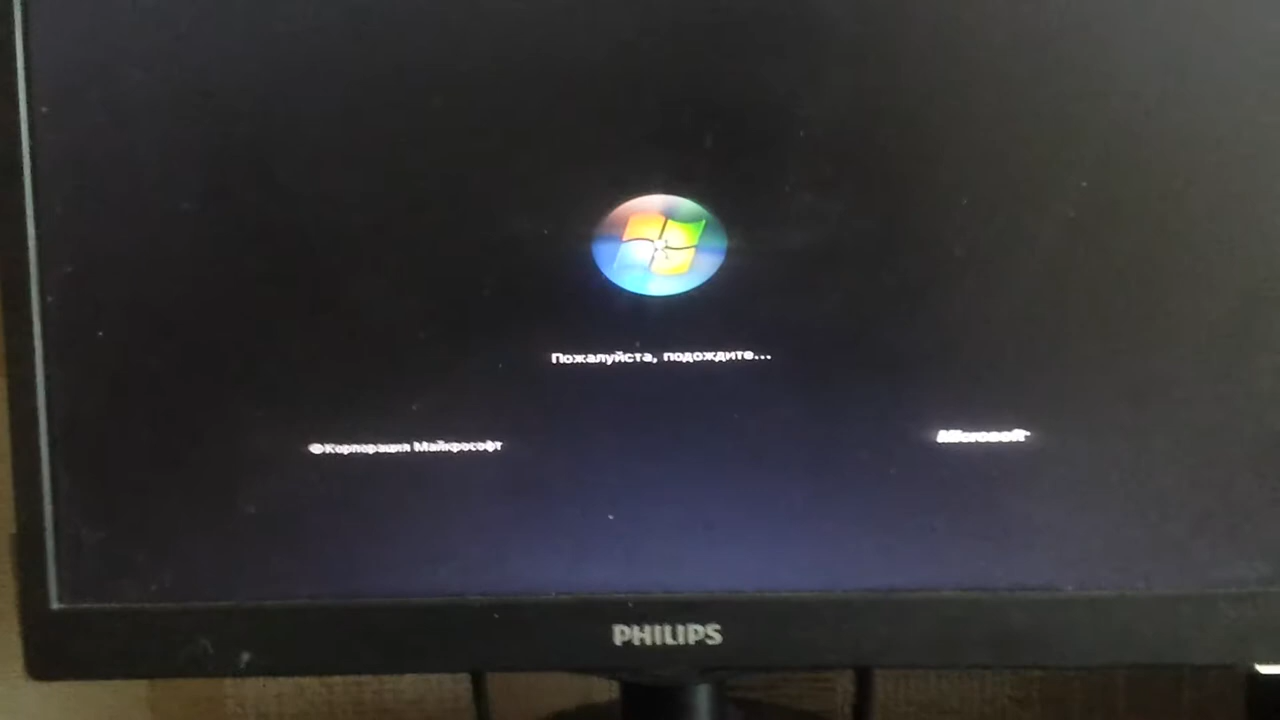 Пожалуйста, подождите...
©Корпорация Майкрософт
Microsoft
PHILIPS